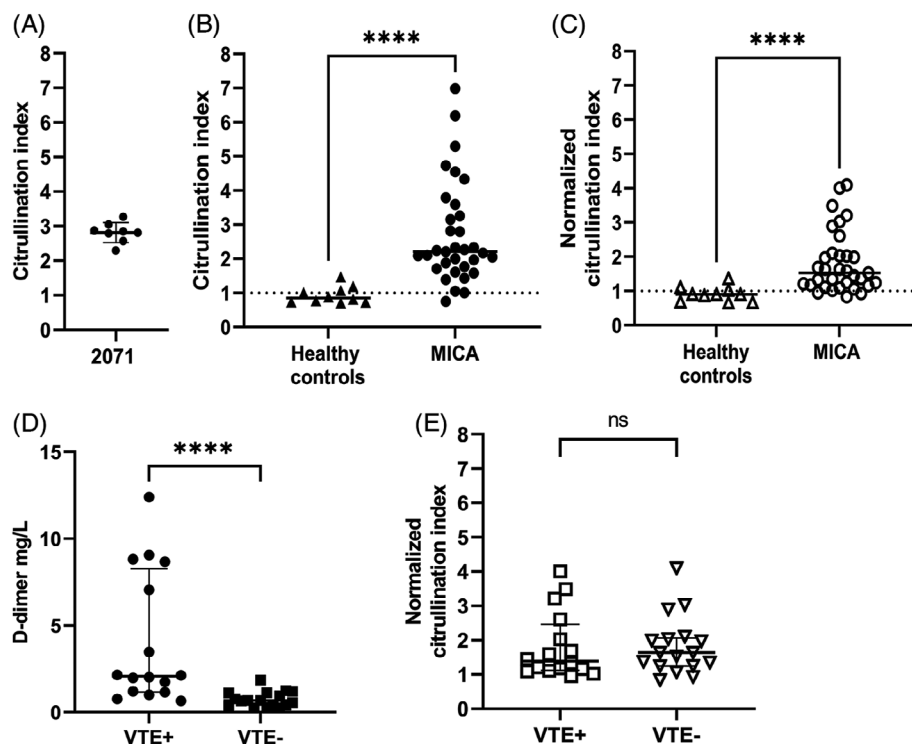 (A)
Citrullination index
8
7
6
5
4
3
2
1
0
2071
(B)
Citrullination index
8
7
6
5
4
3
2
1
0
****
Healthy
controls
MICA
(C)
Normalized
citrullination index
8
7
6
5
4
3
2
1
0
****
Healthy
controls
MICA
(D)
D-dimer mg/L
15
10
5
0
****
VTE+
VTE-
(E)
Normalized
citrullination index
8
7
6
5
4
3
2
1
0
ns
VTE+
VTE-